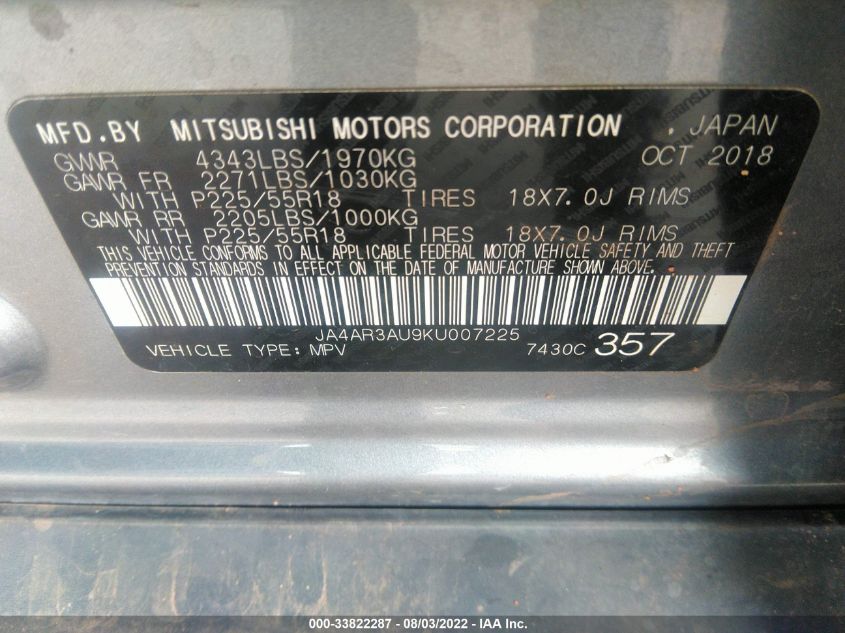 MFD.BY MITSUBISHI MOTORS CORPORATION , JAPAN
GVWR 4343LBS/1970KG OCT 2018
GAWR FR 2271LBS/1030KG
WITH P225/55R18 TIRES 18X7.0J RIMS
GAWR RR 2205LBS/1000KG
WITH P225/55R18 TIRES 18X7.0J RIMS
THIS VEHICLE CONFORMS TO ALL APPLICABLE FEDERAL MOTOR VEHICLE SAFETY AND THEFT
PREVENTION STANDARDS IN EFFECT ON THE DATE OF MANUFACTURE SHOWN ABOVE.
JA4AR3AU9KU007225
VEHICLE TYPE: MPV 7430C 357
000-33822287 - 08/03/2022 - IAA Inc.